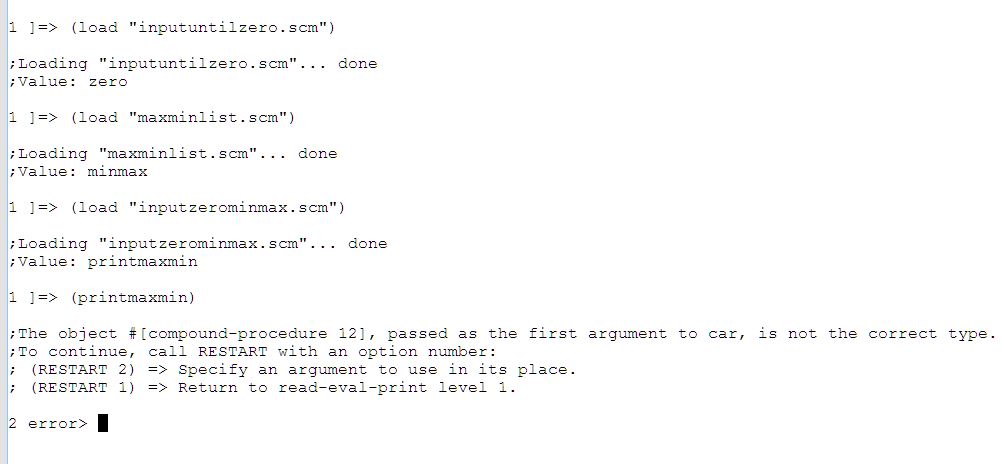 1 ]=> (load "inputuntilzero.scm")
;Loading "inputuntilzero.scm"... done
;Value: zero
1 ]=> (load "maxminlist.scm")
;Loading "maxminlist.scm"... done
;Value: minmax
1 ]=> (load "inputzerominmax.scm")
;Loading "inputzerominmax.scm"... done
;Value: printmaxmin
1 ]=> (printmaxmin)
;The object #[compound-procedure 12], passed as the first argument to car, is not the correct type.
;To continue, call RESTART with an option number:
; (RESTART 2) => Specify an argument to use in its place.
; (RESTART 1) => Return to read-eval-print level 1.
2 error>